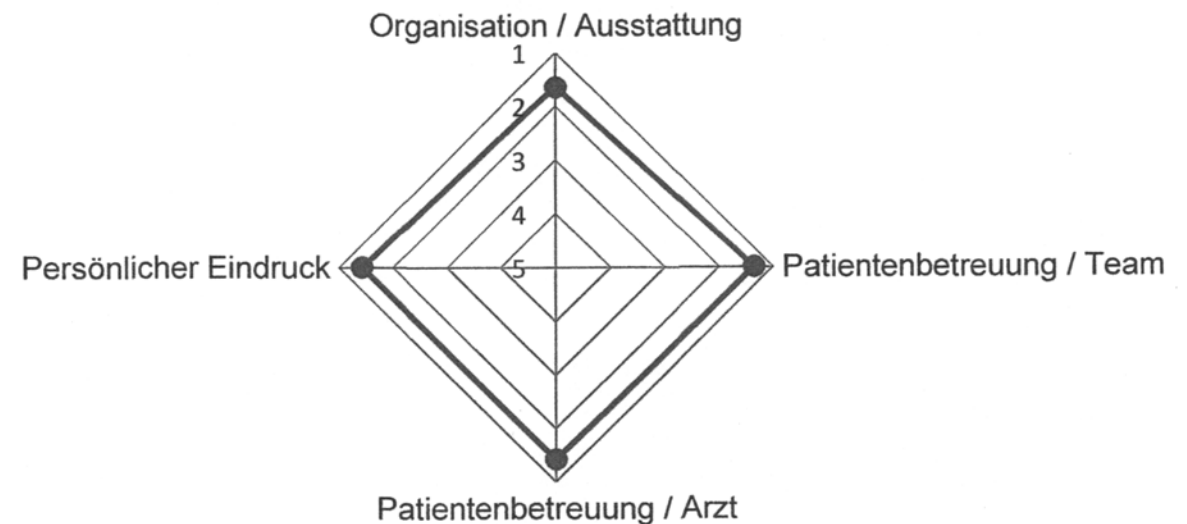 Organisation / Ausstattung
1
2
3
4
Persönlicher Eindruck
5
Patientenbetreuung / Team
Patientenbetreuung / Arzt